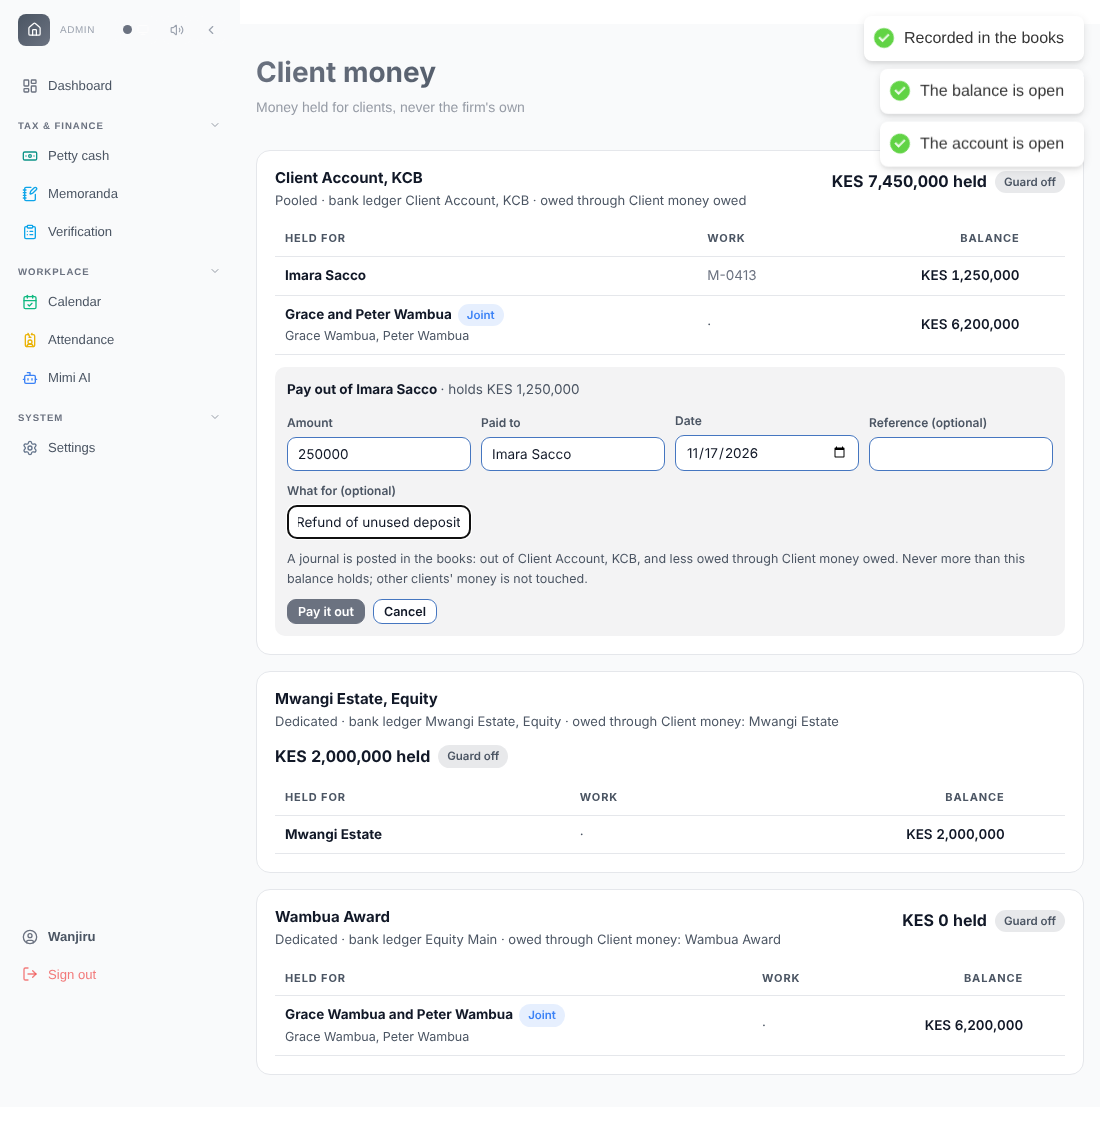 ADMIN
Dashboard
TAX & FINANCE
Petty cash
Memoranda
Verification
WORKPLACE
Calendar
Attendance
Mimi AI
SYSTEM
Settings
Wanjiru
Sign out
Recorded in the books
The balance is open
The account is open
Client money
Money held for clients, never the firm's own
Client Account, KCB
KES 7,450,000 held Guard off
Pooled · bank ledger Client Account, KCB · owed through Client money owed
HELD FOR WORK BALANCE
Imara Sacco M-0413 KES 1,250,000
Grace and Peter Wambua Joint
Grace Wambua, Peter Wambua
· KES 6,200,000
Pay out of Imara Sacco · holds KES 1,250,000
Amount Paid to Date Reference (optional)
250000 Imara Sacco 11/17/2026
What for (optional)
Refund of unused deposit
A journal is posted in the books: out of Client Account, KCB, and less owed through Client money owed. Never more than this
balance holds; other clients' money is not touched.
Pay it out Cancel
Mwangi Estate, Equity
Dedicated · bank ledger Mwangi Estate, Equity · owed through Client money: Mwangi Estate
KES 2,000,000 held Guard off
HELD FOR WORK BALANCE
Mwangi Estate · KES 2,000,000
Wambua Award
KES 0 held Guard off
Dedicated · bank ledger Equity Main · owed through Client money: Wambua Award
HELD FOR WORK BALANCE
Grace Wambua and Peter Wambua Joint
Grace Wambua, Peter Wambua
· KES 6,200,000